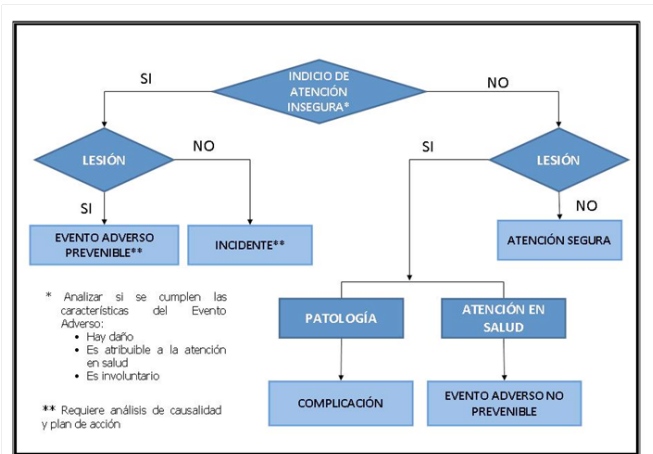 INDICIO DE
ATENCIÓN
INSEGURA*
SI
NO
LESIÓN
NO
SI
LESIÓN
SI
NO
EVENTO ADVERSO
PREVENIBLE**
INCIDENTE**
ATENCIÓN SEGURA
* Analizar si se cumplen las
características del Evento
Adverso:
• Hay daño
• Es atribuible a la atención
en salud
• Es involuntario
PATOLOGÍA
ATENCIÓN EN
SALUD
COMPLICACIÓN
EVENTO ADVERSO NO
PREVENIBLE
** Requiere análisis de causalidad
y plan de acción